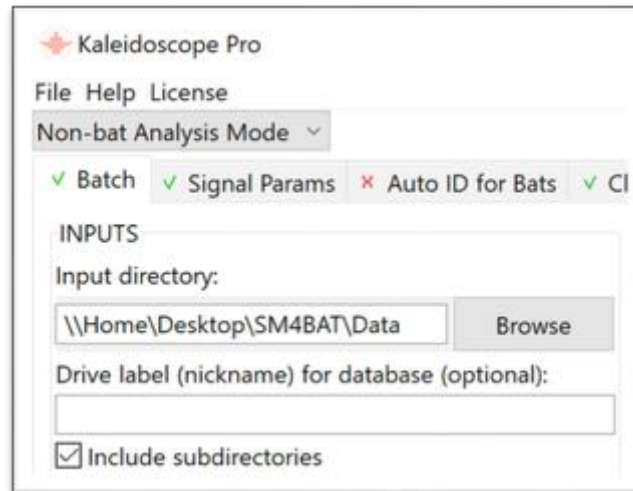 Kaleidoscope Pro
File Help License
Non-bat Analysis Mode
Batch Signal Params Auto ID for Bats Cl
INPUTS
Input directory:
\\Home\Desktop\SM4BAT\Data Browse
Drive label (nickname) for database (optional):
Include subdirectories